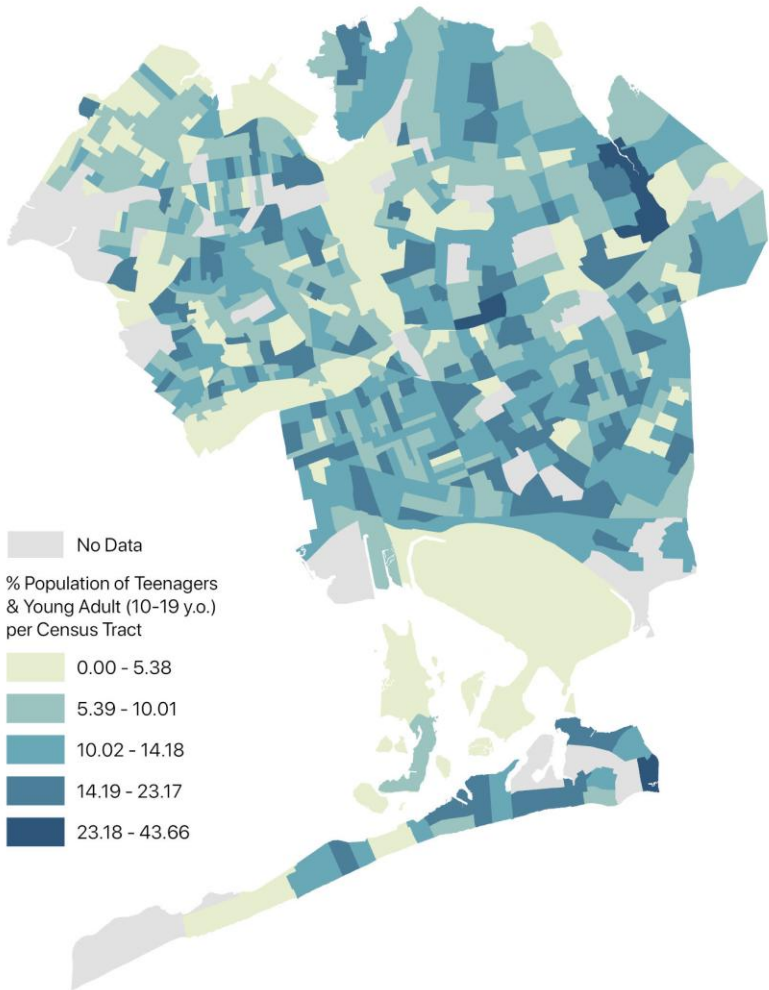 No Data
% Population of Teenagers
& Young Adult (10-19 y.o.)
per Census Tract
0.00 - 5.38
5.39 - 10.01
10.02 - 14.18
14.19 - 23.17
23.18 - 43.66